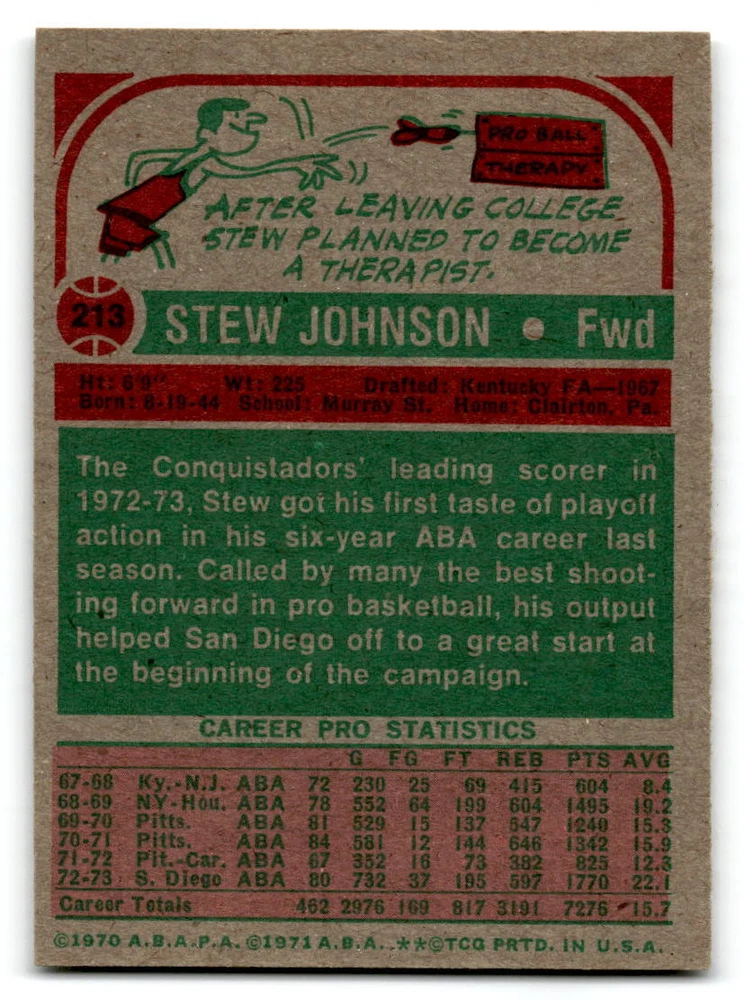 PRO BALL
THERAPY
AFTER LEAVING COLLEGE
STEW PLANNED TO BECOME
A THERAPIST.
213 STEW JOHNSON • Fwd
Ht: 6'9" Wt: 225 Drafted: Kentucky FA—1967
Born: 8-19-44 School: Murray St. Home: Clairton, Pa.
The Conquistadors' leading scorer in
1972-73, Stew got his first taste of playoff
action in his six-year ABA career last
season. Called by many the best shoot-
ing forward in pro basketball, his output
helped San Diego off to a great start at
the beginning of the campaign.
CAREER PRO STATISTICS
G FG FT REB PTS AVG
67-68 Ky.-N.J. ABA 72 230 25 69 415 604 8.4
68-69 NY-Hou. ABA 78 552 64 199 604 1495 19.2
69-70 Pitts. ABA 81 529 15 137 547 1240 15.3
70-71 Pitts. ABA 84 581 12 144 646 1342 15.9
71-72 Pit.-Car. ABA 67 352 16 73 382 825 12.3
72-73 S. Diego ABA 80 732 37 195 597 1770 22.1
Career Totals 462 2976 169 817 3191 7276 15.7
©1970 A.B.A.P.A. ©1971 A.B.A. **©TCG PRTD. IN U.S.A.